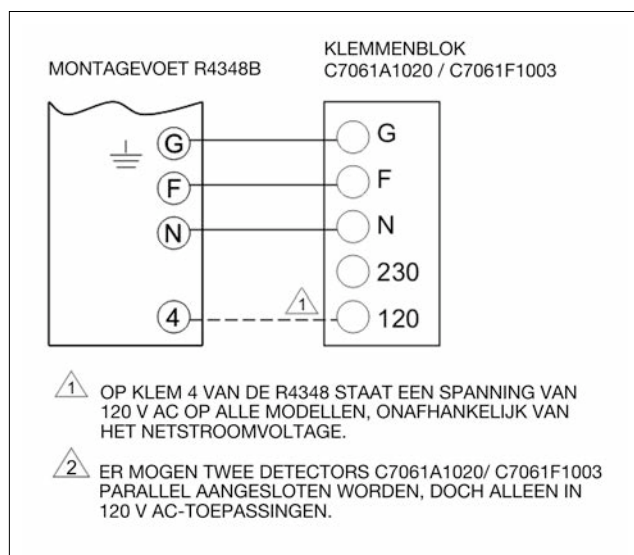 MONTAGEVOET R4348B
KLEMMENBLOK
C7061A1020 / C7061F1003
G G
F F
N N
230
4 1 120
1 OP KLEM 4 VAN DE R4348 STAAT EEN SPANNING VAN
120 V AC OP ALLE MODELLEN, ONAFHANKELIJK VAN
HET NETSTROOMVOLTAGE.
2 ER MOGEN TWEE DETECTORS C7061A1020/ C7061F1003
PARALLEL AANGESLOTEN WORDEN, DOCH ALLEEN IN
120 V AC-TOEPASSINGEN.